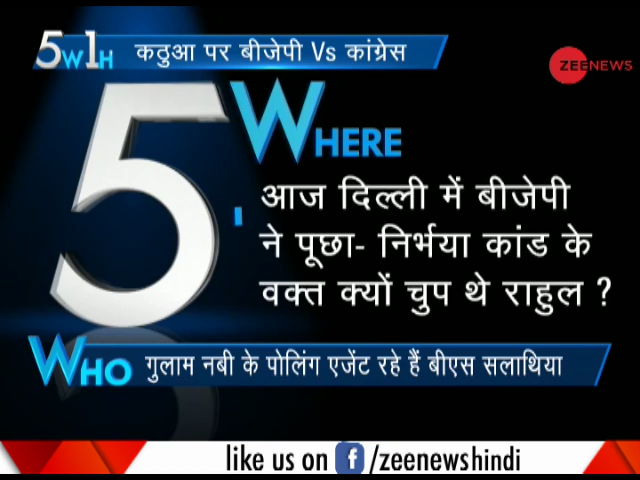 5W1H कठुआ पर बीजेपी Vs कांग्रेस
ZEENEWS
5
WHERE
आज दिल्ली में बीजेपी
ने पूछा- निर्भया कांड के
वक्त क्यों चुप थे राहुल ?
WHO गुलाम नबी के पोलिंग एजेंट रहे हैं बीएस सलाथिया
like us on f/zeenewshindi